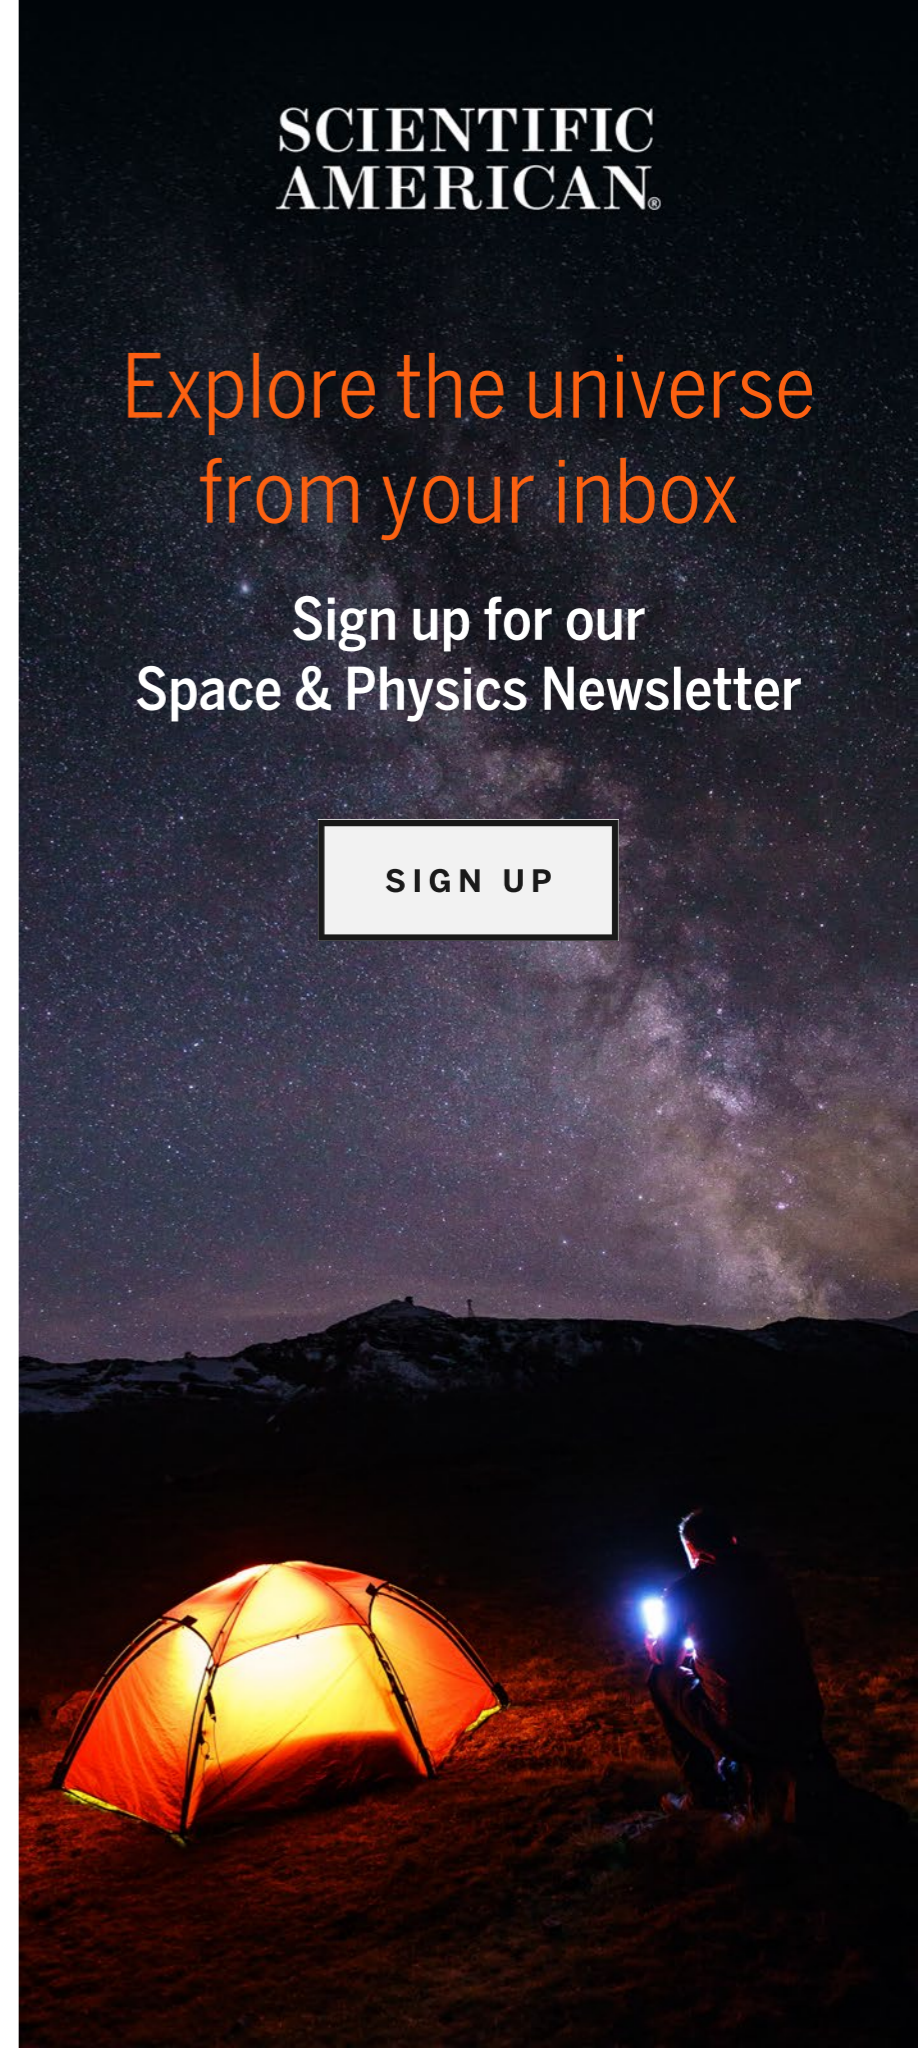 SCIENTIFIC
AMERICAN®
Explore the universe
from your inbox
Sign up for our
Space & Physics Newsletter
SIGN UP